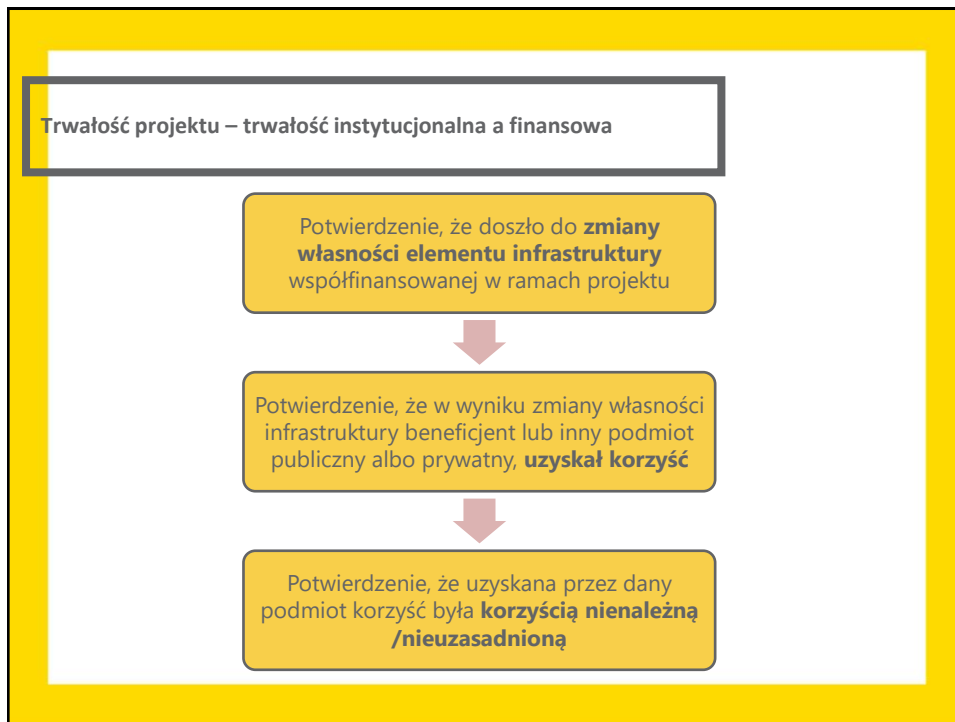 Trwałość projektu – trwałość instytucjonalna a finansowa
Potwierdzenie, że doszło do zmiany
własności elementu infrastruktury
współfinansowanej w ramach projektu
Potwierdzenie, że w wyniku zmiany własności
infrastruktury beneficjent lub inny podmiot
publiczny albo prywatny, uzyskał korzyść
Potwierdzenie, że uzyskana przez dany
podmiot korzyść była korzyścią nienależną
/nieuzasadnioną